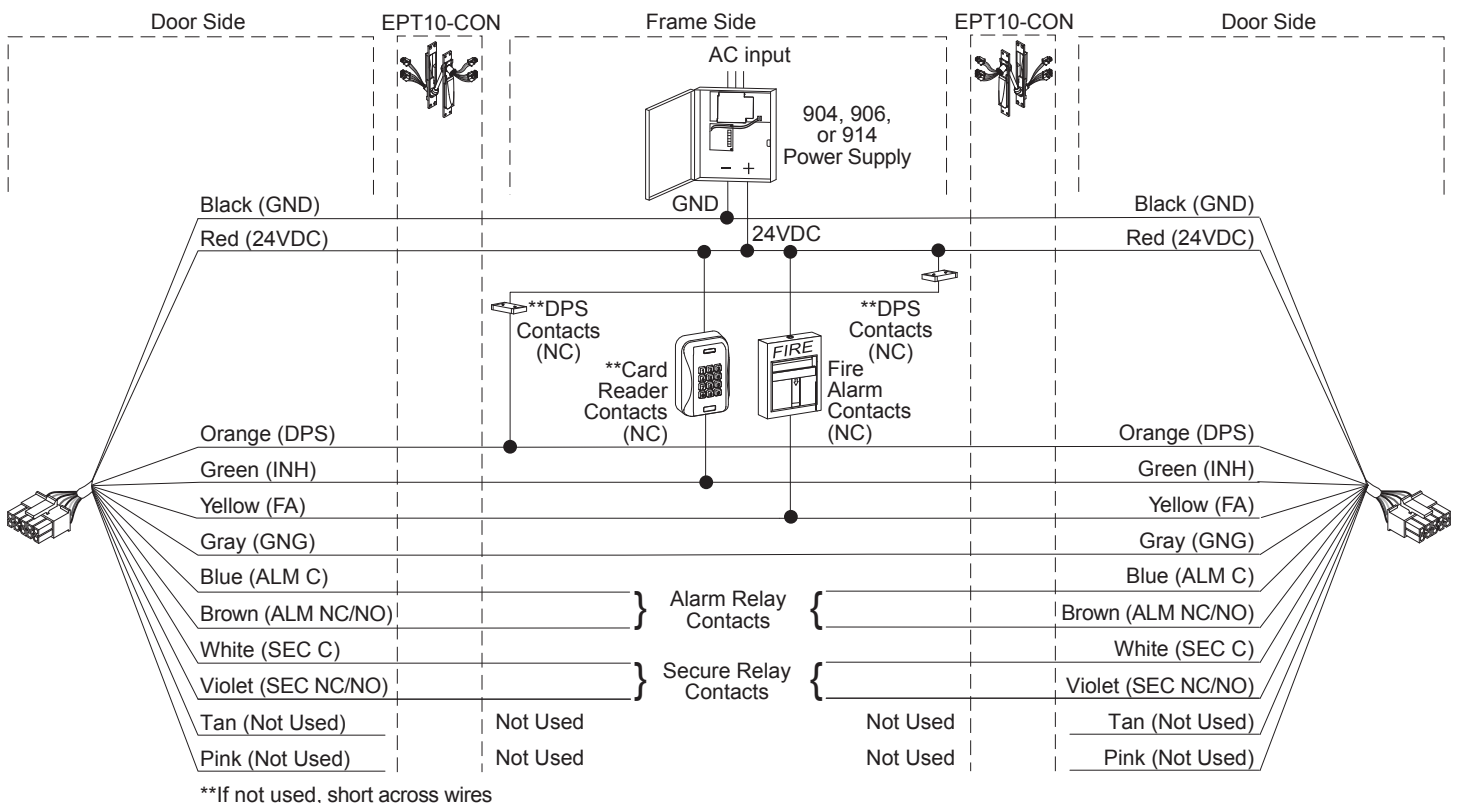 Door Side
EPT10-CON
Frame Side
EPT10-CON
Door Side
AC input
904, 906,
or 914
Power Supply
− +
GND
24VDC
Black (GND)
Black (GND)
Red (24VDC)
Red (24VDC)
**DPS
Contacts
(NC)
**DPS
Contacts
(NC)
**Card
Reader
Contacts
(NC)
FIRE
Fire
Alarm
Contacts
(NC)
Orange (DPS)
Orange (DPS)
Green (INH)
Green (INH)
Yellow (FA)
Yellow (FA)
Gray (GNG)
Gray (GNG)
Blue (ALM C)
Blue (ALM C)
Alarm Relay
Contacts
Brown (ALM NC/NO)
Brown (ALM NC/NO)
White (SEC C)
White (SEC C)
Secure Relay
Contacts
Violet (SEC NC/NO)
Violet (SEC NC/NO)
Tan (Not Used)
Not Used
Not Used
Tan (Not Used)
Pink (Not Used)
Not Used
Not Used
Pink (Not Used)
**If not used, short across wires